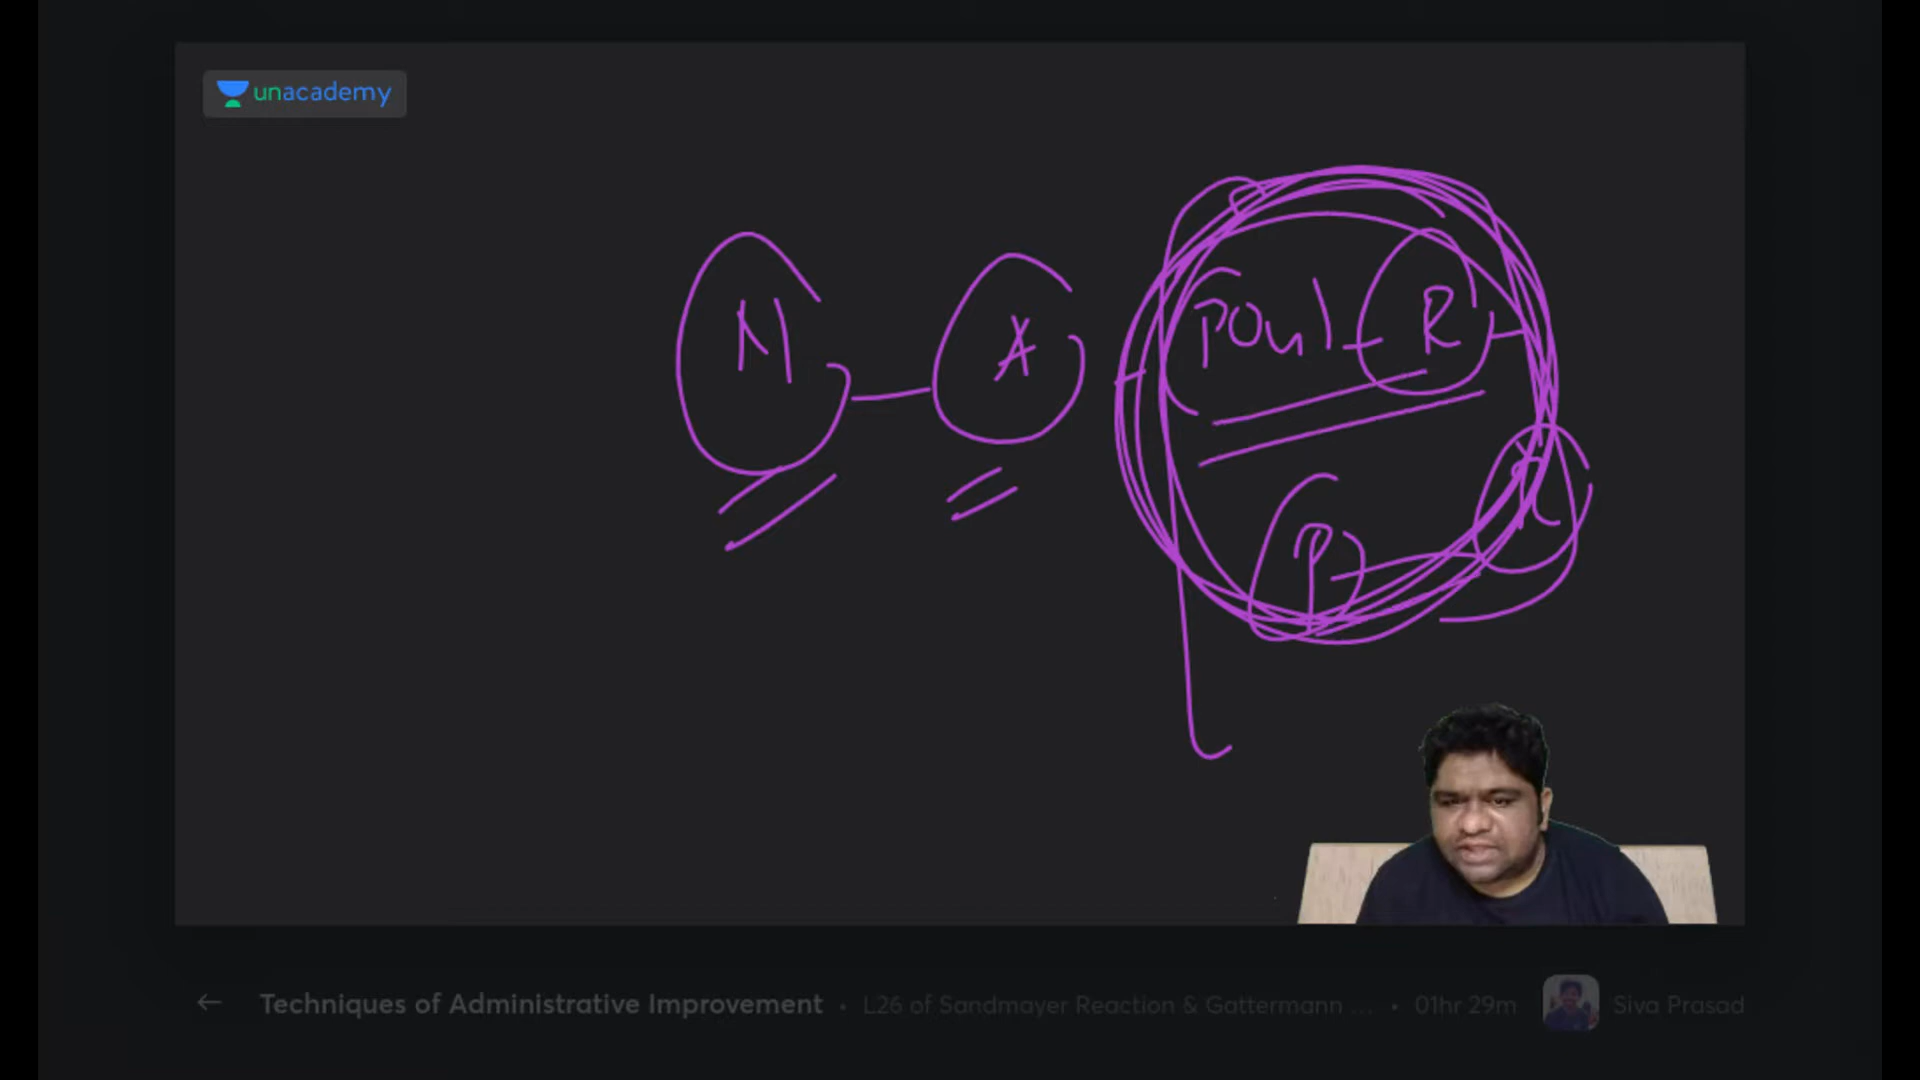 unacademy
M A Poul R
P
Techniques of Administrative Improvement • L26 of Sandmayer Reaction & Gattermann ... • 01hr 29m Siva Prasad